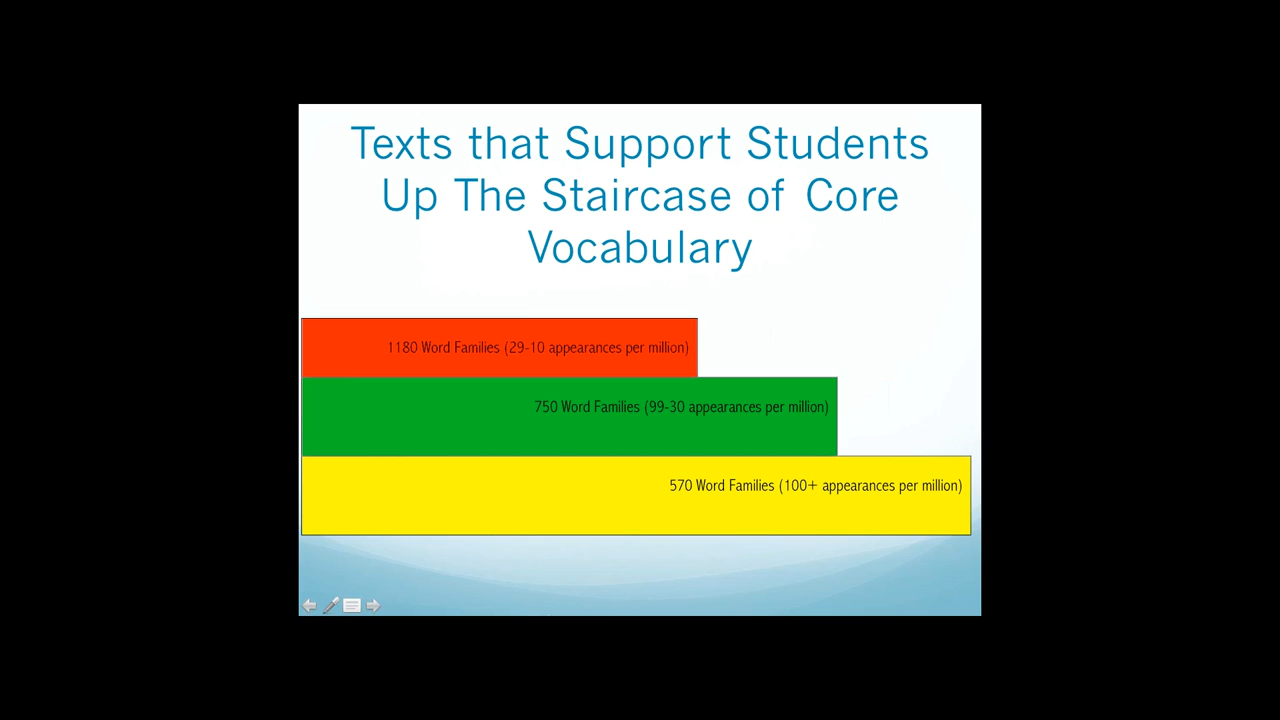 Texts that Support Students
Up The Staircase of Core
Vocabulary
1180 Word Families (29-10 appearances per million)
750 Word Families (99-30 appearances per million)
570 Word Families (100+ appearances per million)